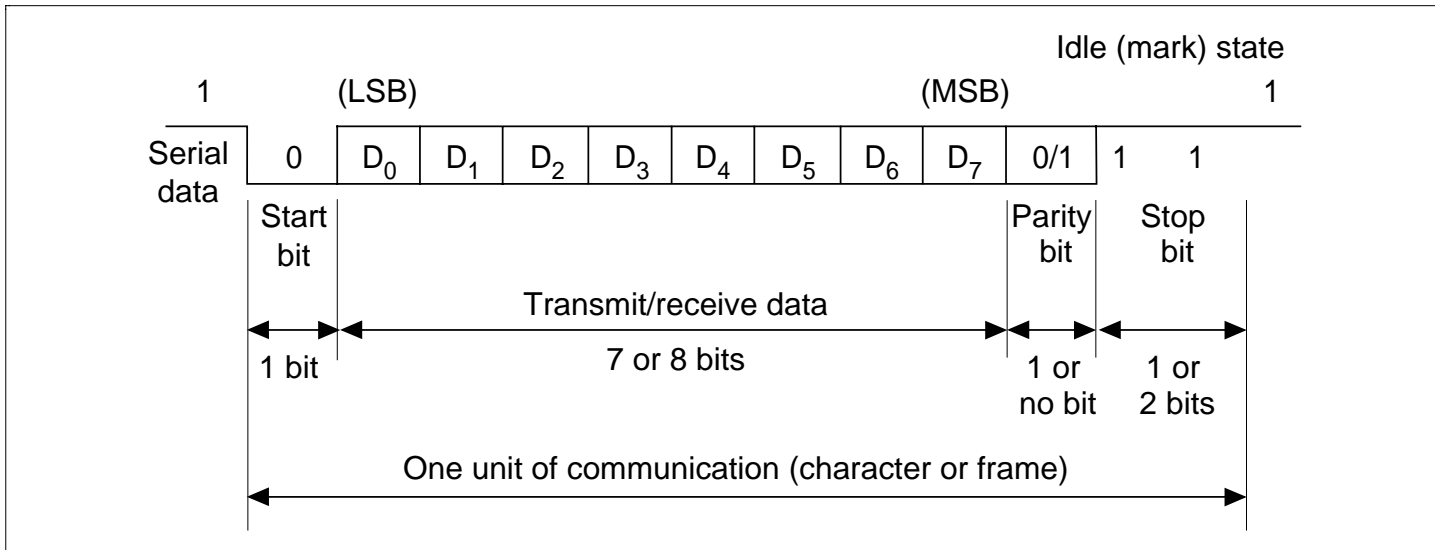 Idle (mark) state
1 (LSB) (MSB) 1
Serial data 0 D₀ D₁ D₂ D₃ D₄ D₅ D₆ D₇ 0/1 1 1
Start bit Parity bit Stop bit
Transmit/receive data
1 bit 7 or 8 bits 1 or no bit 1 or 2 bits
One unit of communication (character or frame)